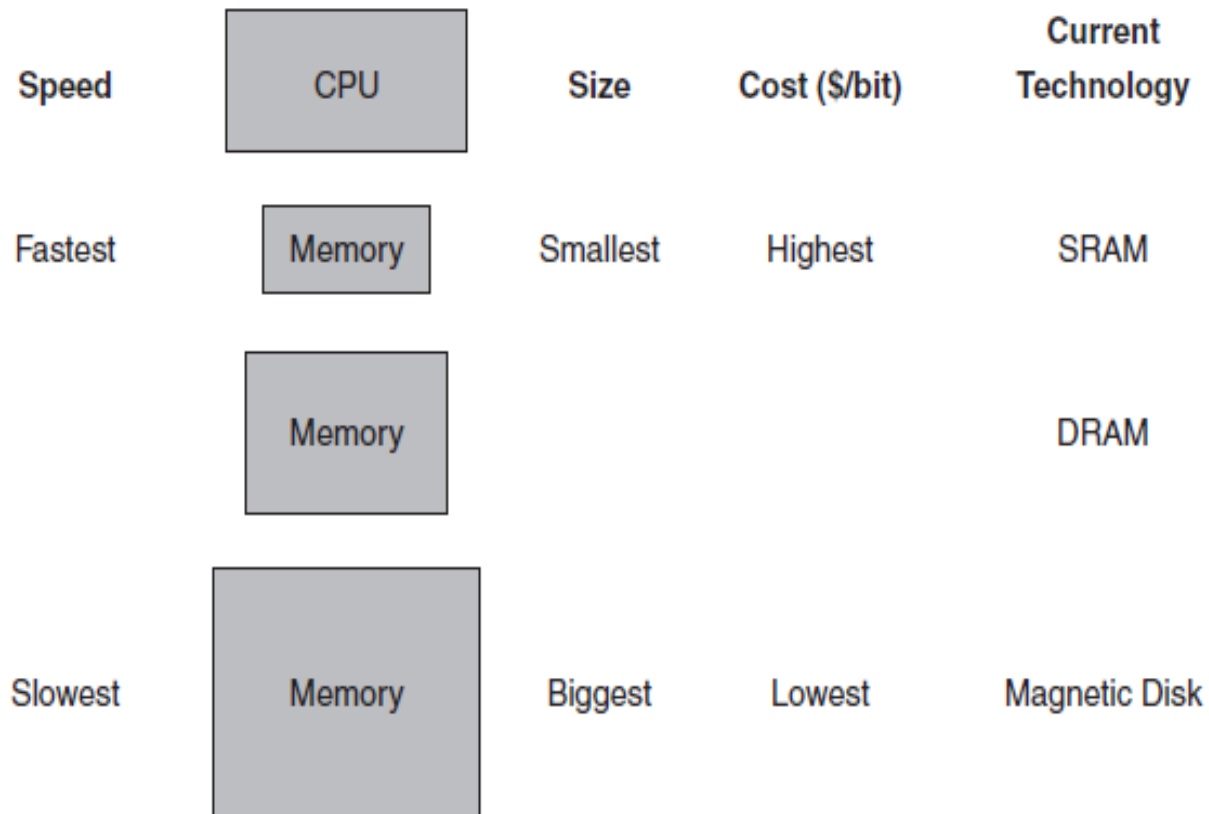 Speed CPU Size Cost ($/bit) Current
Technology
Fastest Memory Smallest Highest SRAM
Memory DRAM
Slowest Memory Biggest Lowest Magnetic Disk